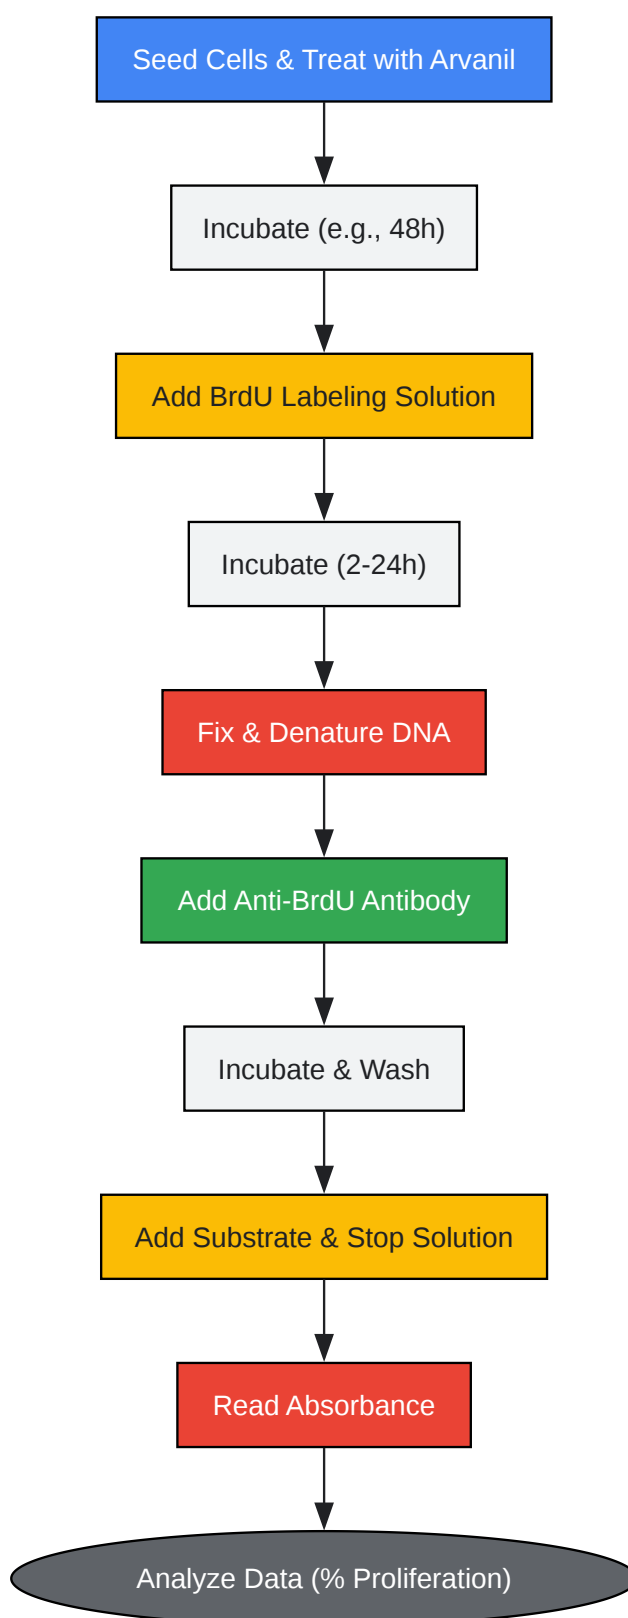 Seed Cells & Treat with Arvanil
Incubate (e.g., 48h)
Add BrdU Labeling Solution
Incubate (2-24h)
Fix & Denature DNA
Add Anti-BrdU Antibody
Incubate & Wash
Add Substrate & Stop Solution
Read Absorbance
Analyze Data (% Proliferation)